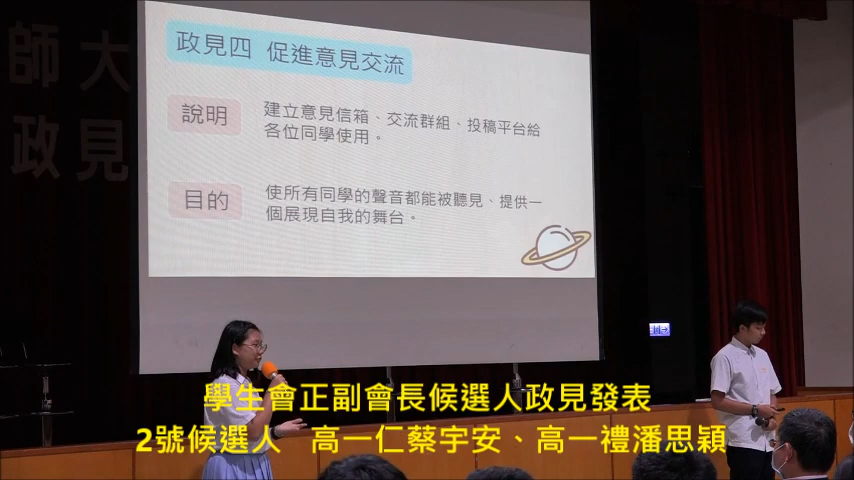 師大
政見
政見四 促進意見交流
說明
建立意見信箱、交流群組、投稿平台給
各位同學使用。
目的
使所有同學的聲音都能被聽見、提供一
個展現自我的舞台。
學生會正副會長候選人政見發表
2號候選人 高一仁蔡宇安、高一禮潘思穎